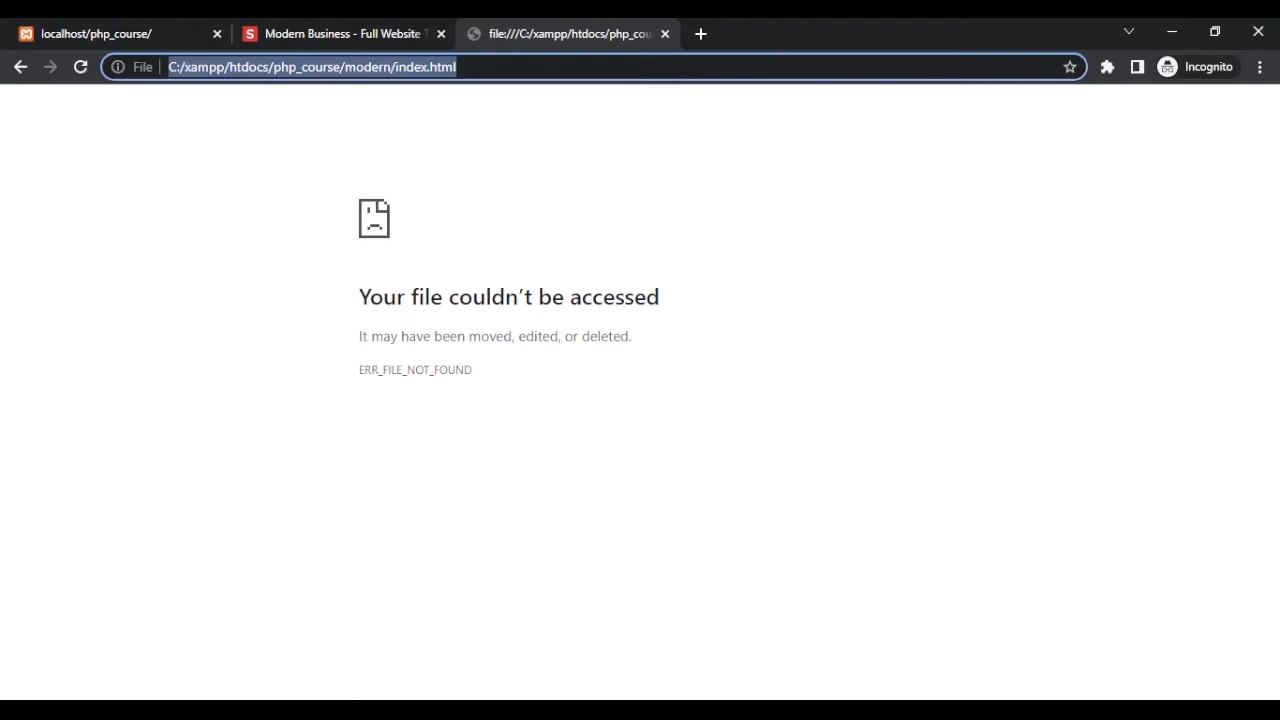 localhost/php_course/
S Modern Business - Full Website T
file:///C:/xampp/htdocs/php_cou
File
C:/xampp/htdocs/php_course/modern/index.html
Incognito
Your file couldn’t be accessed
It may have been moved, edited, or deleted.
ERR_FILE_NOT_FOUND